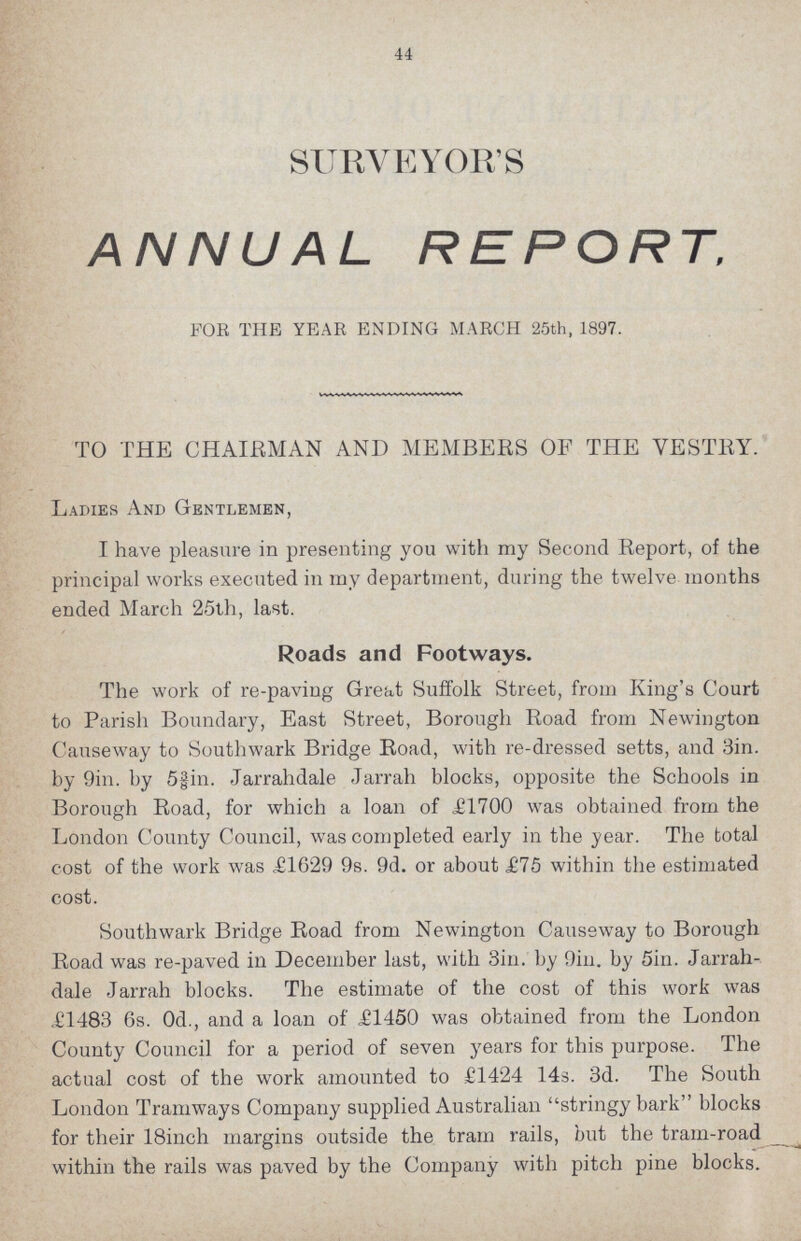 44
SURVEYOR'S
ANNUAL REPORT,
FOR THE YEAR ENDING MARCH 25th, 1897.
TO THE CHAIRMAN AND MEMBERS OF THE VESTRY.
Ladies And Gentlemen,
I have pleasure in presenting you with my Second Report, of the
principal works executed in my department, during the twelve months
ended March 25th, last.
Roads and Footways.
The work of re-paving Great Suffolk Street, from King's Court
to Parish Boundary, East Street, Borough Road from Newington
Causeway to Southwark Bridge Road, with re-dressed setts, and 3in.
by 9in. by 5⅜in. Jarrahdale Jarrah blocks, opposite the Schools in
Borough Road, for which a loan of £1700 was obtained from the
London County Council, was completed early in the year. The total
cost of the work was £1629 9s. 9d. or about £75 within the estimated
cost.
Southwark Bridge Road from Newington Causeway to Borough
Road was re-paved in December last, with 3in. by 9in. by 5in. Jarrah-
dale Jarrah blocks. The estimate of the cost of this work was
£1483 6s. 0d., and a loan of £1450 was obtained from the London
County Council for a period of seven years for this purpose. The
actual cost of the work amounted to £1424 14s. 3d. The South
London Tramways Company supplied Australian "stringy bark" blocks
for their 18inch margins outside the tram rails, but the tram-road
within the rails was paved by the Company with pitch pine blocks.